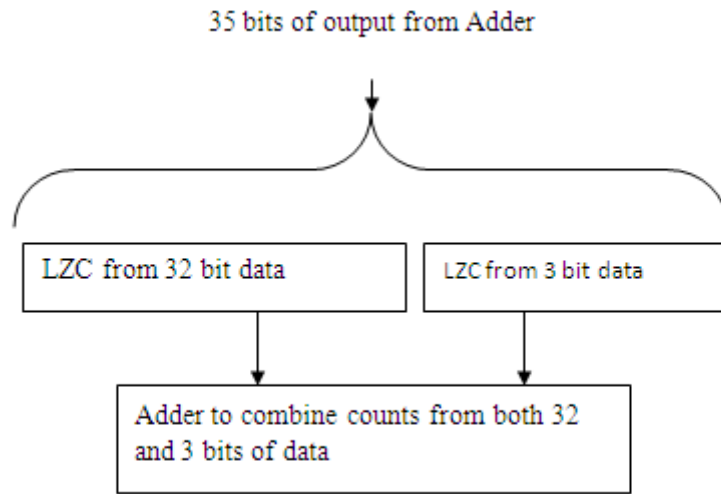 35 bits of output from Adder
LZC from 32 bit data
LZC from 3 bit data
Adder to combine counts from both 32
and 3 bits of data